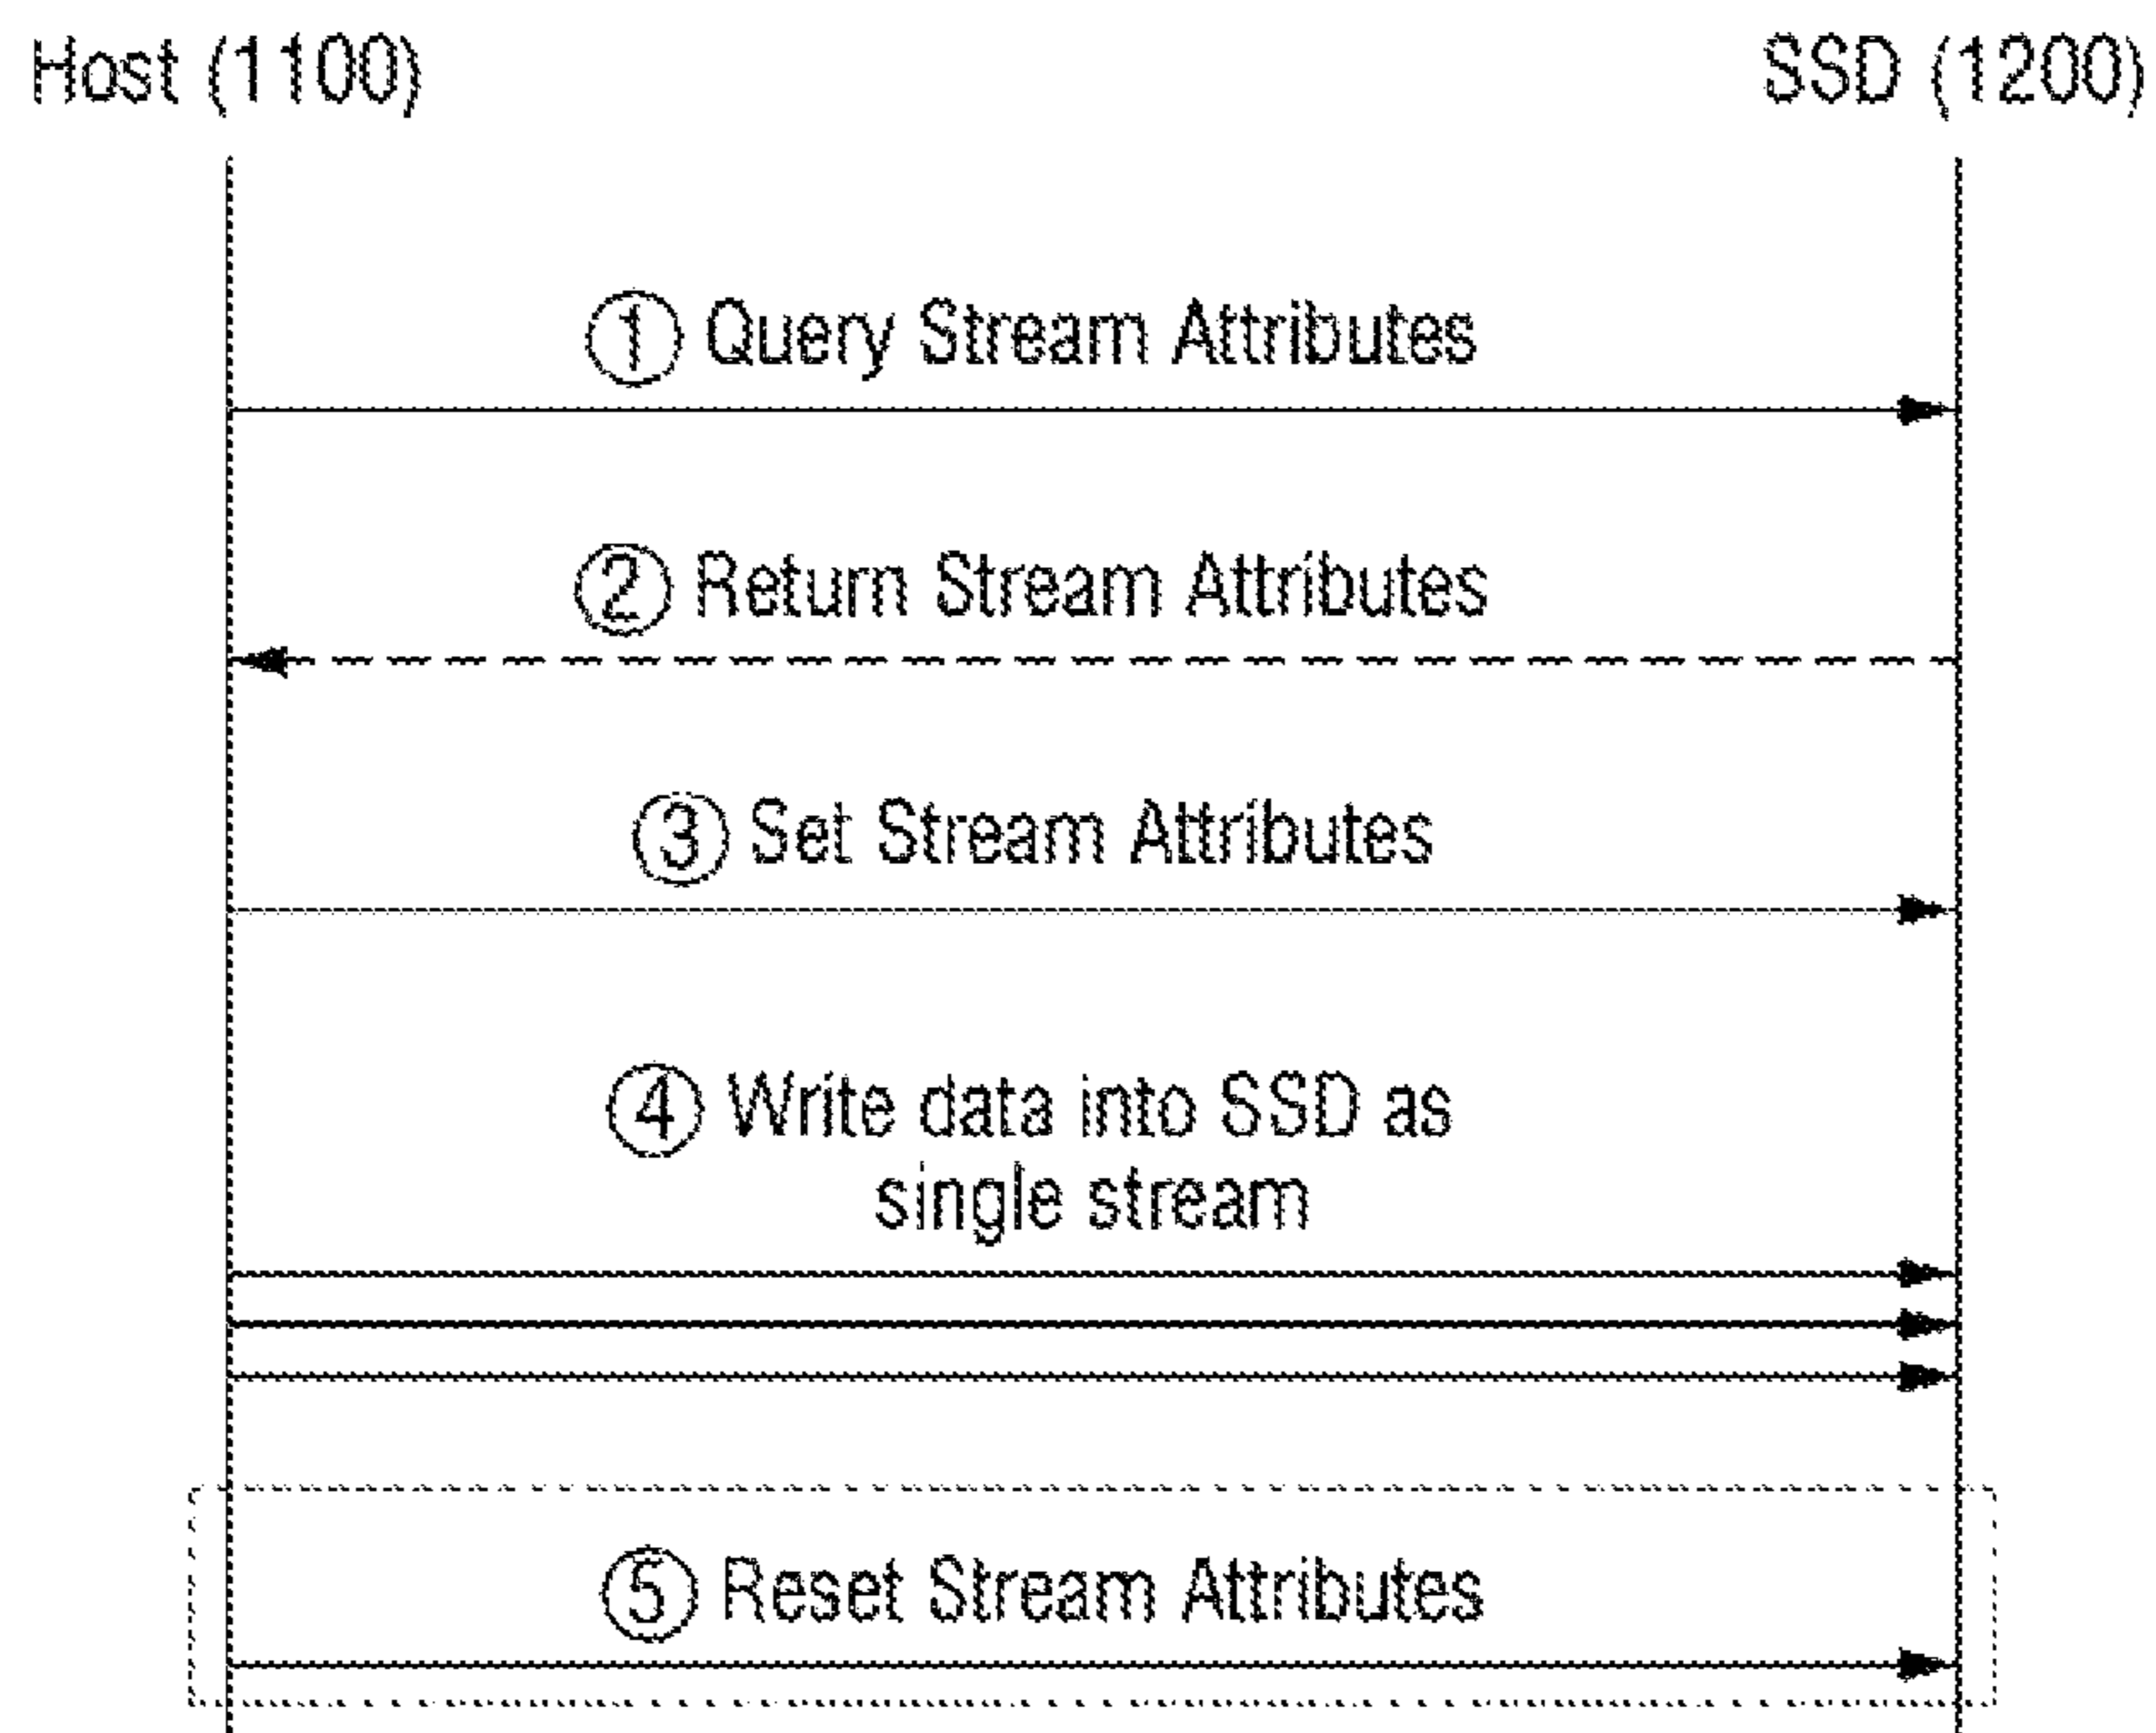 Host (1100)
SSD (1200)
① Query Stream Attributes
② Return Stream Attributes
③ Set Stream Attributes
④ Write data into SSD as
single stream
⑤ Reset Stream Attributes